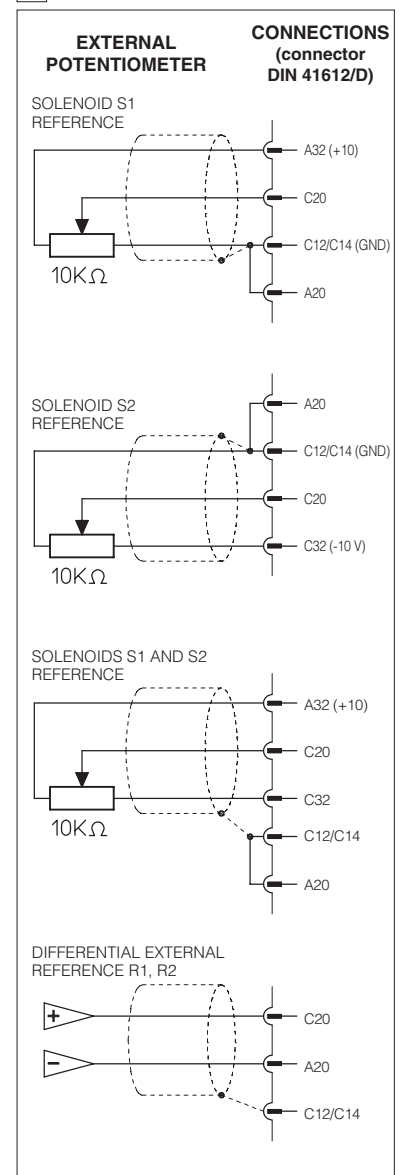 EXTERNAL
POTENTIOMETER
CONNECTIONS
(connector
DIN 41612/D)
SOLENOID S1
REFERENCE
A32 (+10)
C20
C12/C14 (GND)
A20
10KΩ
SOLENOID S2
REFERENCE
A20
C12/C14 (GND)
C20
C32 (-10 V)
10KΩ
SOLENOIDS S1 AND S2
REFERENCE
A32 (+10)
C20
C32
C12/C14
A20
10KΩ
DIFFERENTIAL EXTERNAL
REFERENCE R1, R2
+
C20
−
A20
C12/C14